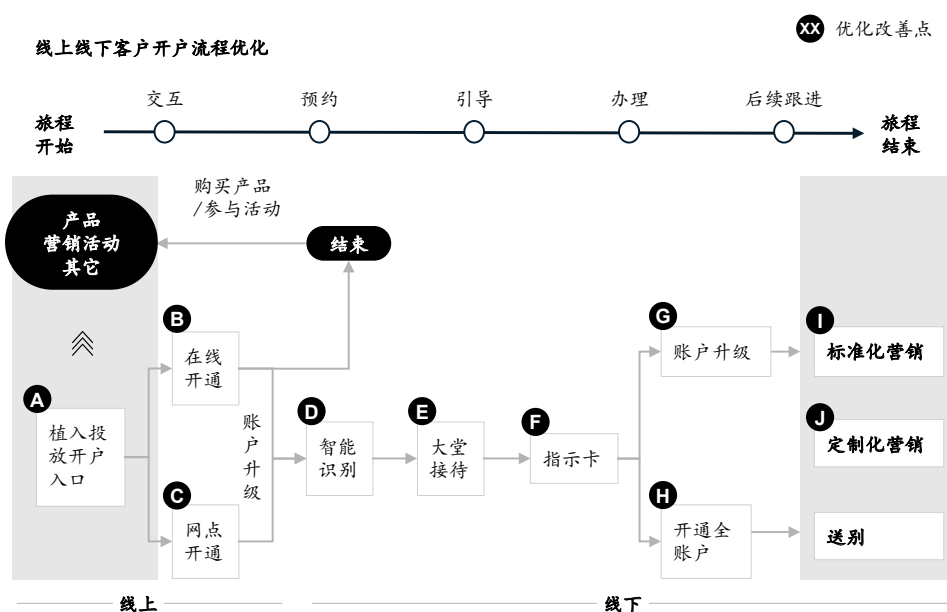 XX 优化改善点
线上线下客户开户流程优化
交互
预约
引导
办理
后续跟进
旅程
开始
旅程
结束
购买产品
/参与活动
产品
营销活动
其它
结束
B
在线
开通
G
账户升级
I
标准化营销
A
植入投
放开户
入口
账
户
升
级
D
智能
识别
E
大堂
接待
F
指示卡
J
定制化营销
C
网点
开通
H
开通全
账户
送别
线上
线下